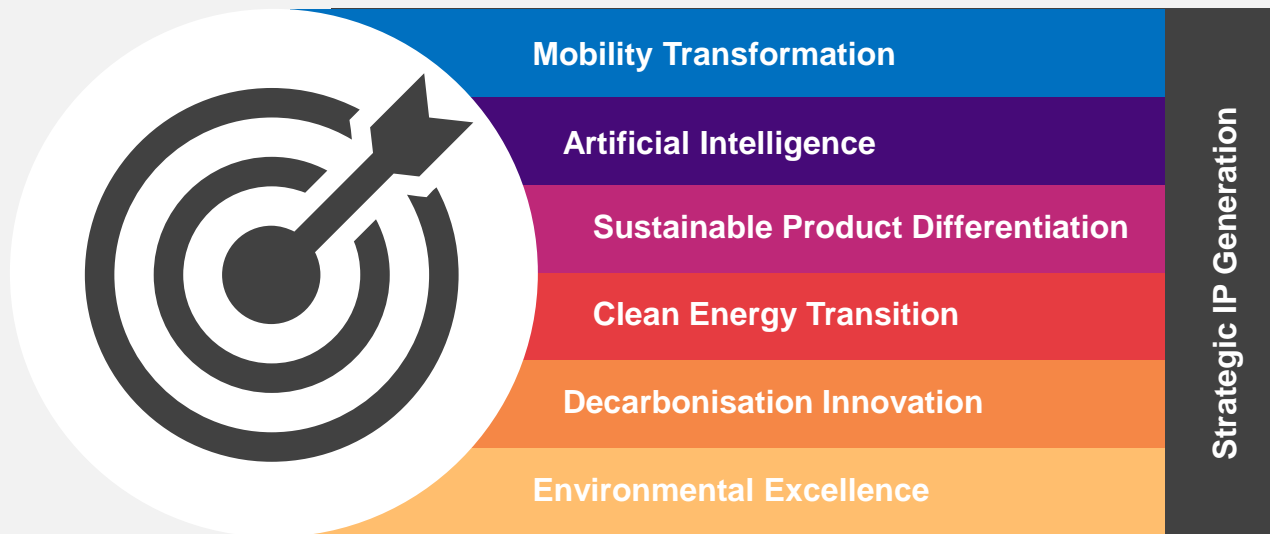 Mobility Transformation
Artificial Intelligence
Sustainable Product Differentiation
Clean Energy Transition
Decarbonisation Innovation
Environmental Excellence
Strategic IP Generation